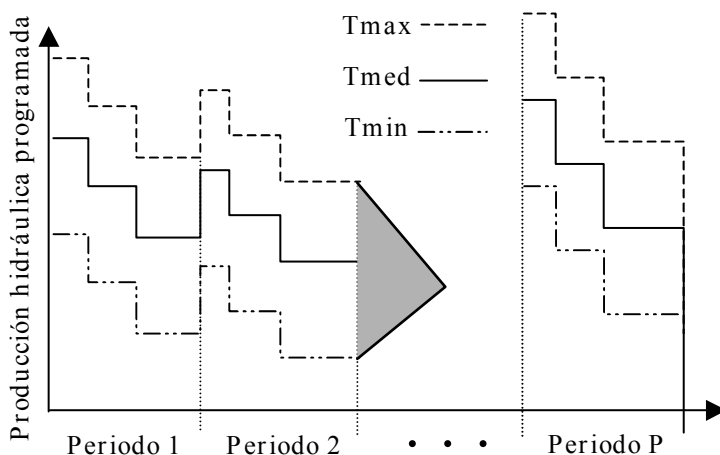 Producción hidráulica programada
Tmax
Tmed
Tmin
Periodo 1
Periodo 2
• • •
Periodo P